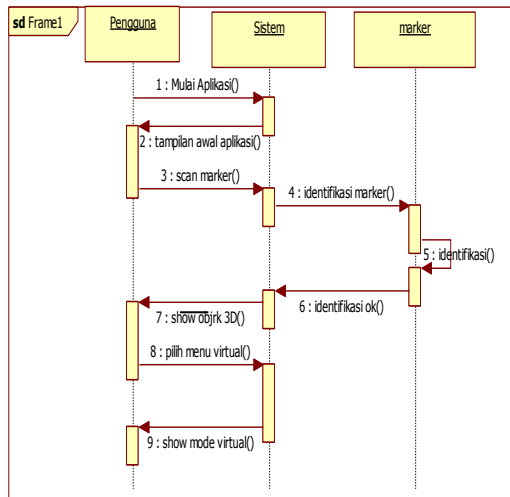 sd Frame1
Pengguna
Sistem
marker
1 : Mulai Aplikasi()
2 : tampilan awal aplikasi()
3 : scan marker()
4 : identifikasi marker()
5 : identifikasi()
6 : identifikasi ok()
7 : show objrk 3D()
8 : pilih menu virtual()
9 : show mode virtual()